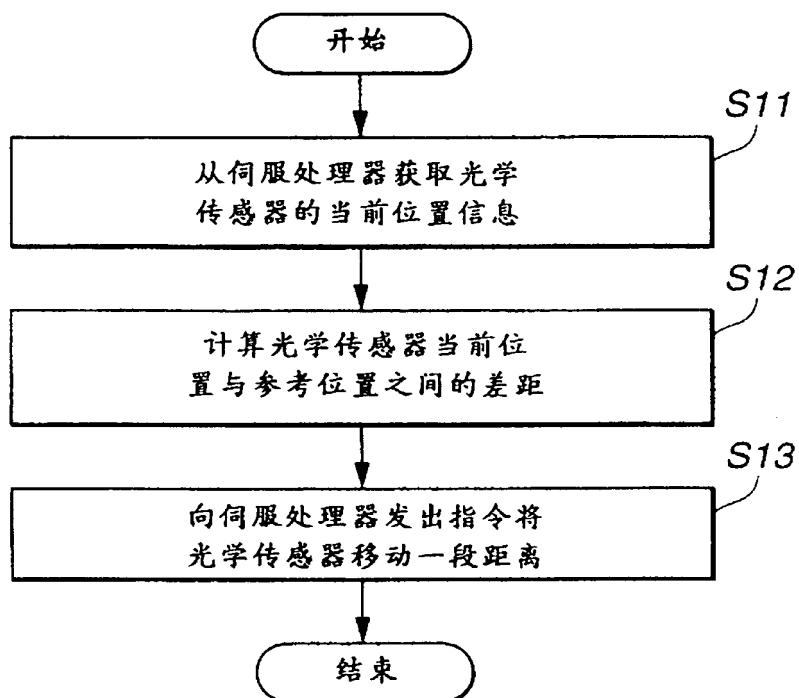 开始
S11
从伺服处理器获取光学
传感器的当前位置信息
S12
计算光学传感器当前位
置与参考位置之间的差距
S13
向伺服处理器发出指令将
光学传感器移动一段距离
结束